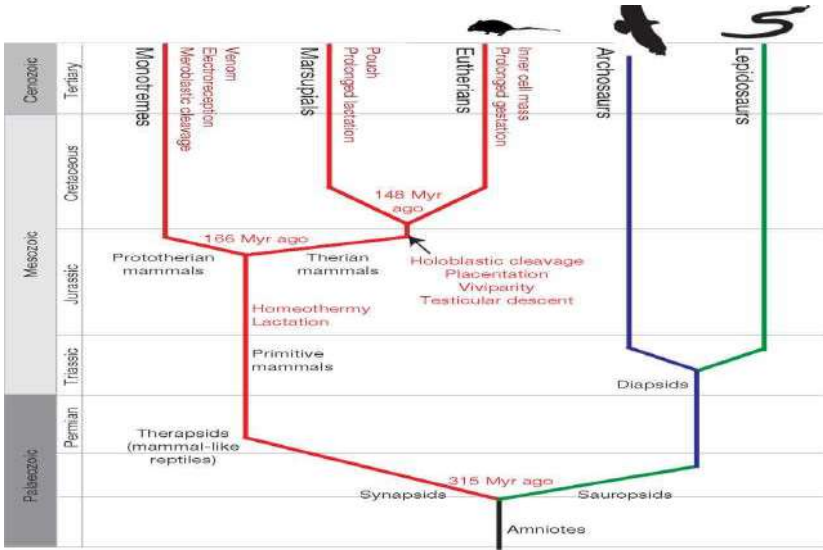 Cenozoic
Tertiary
Monotremes
Venom
Electroreception
Meroblastic cleavage
Marsupials
Pouch
Prolonged lactation
Eutherians
Inner cell mass
Prolonged gestation
Archosaurs
Lepidosaurs
Mesozoic
Cretaceous
148 Myr
ago
166 Myr ago
Jurassic
Prototherian
mammals
Therian
mammals
Holoblastic cleavage
Placentation
Viviparity
Testicular descent
Homeothermy
Lactation
Triassic
Primitive
mammals
Diapsids
Palaeozoic
Permian
Therapsids
(mammal-like
reptiles)
315 Myr ago
Synapsids
Sauropsids
Amniotes